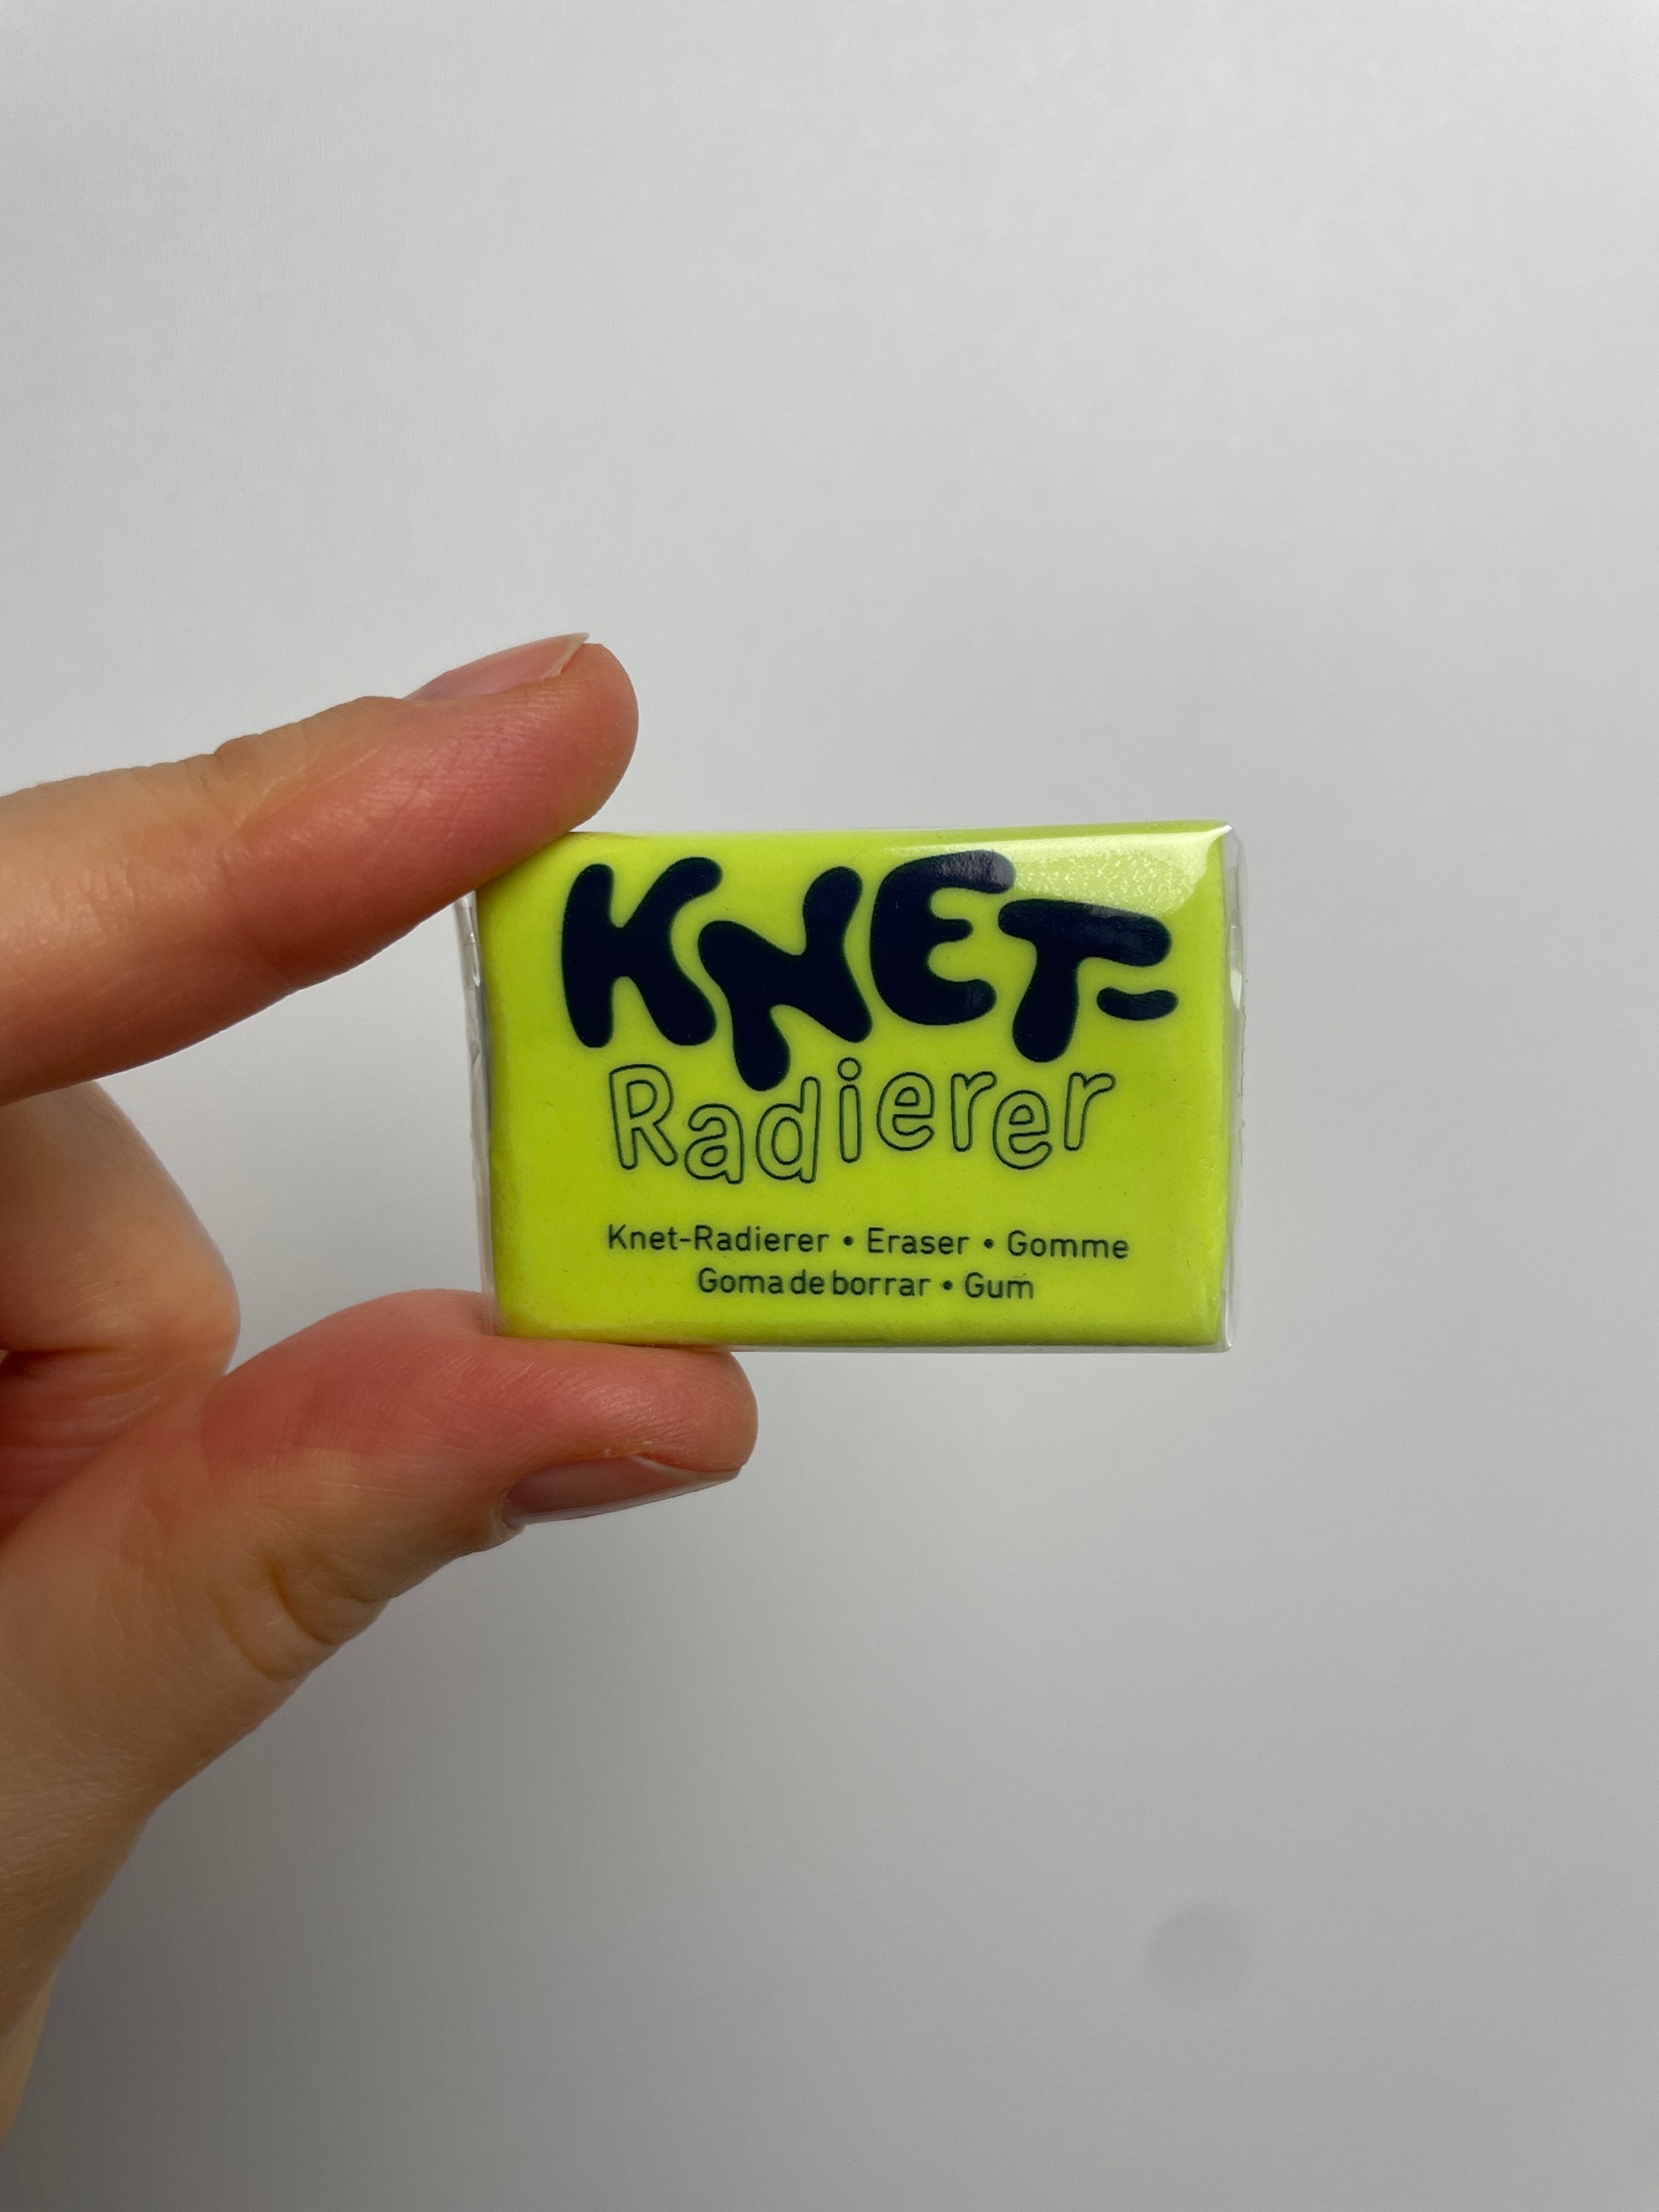 KNET-
Radierer
Knet-Radierer • Eraser • Gomme
Goma de borrar • Gum